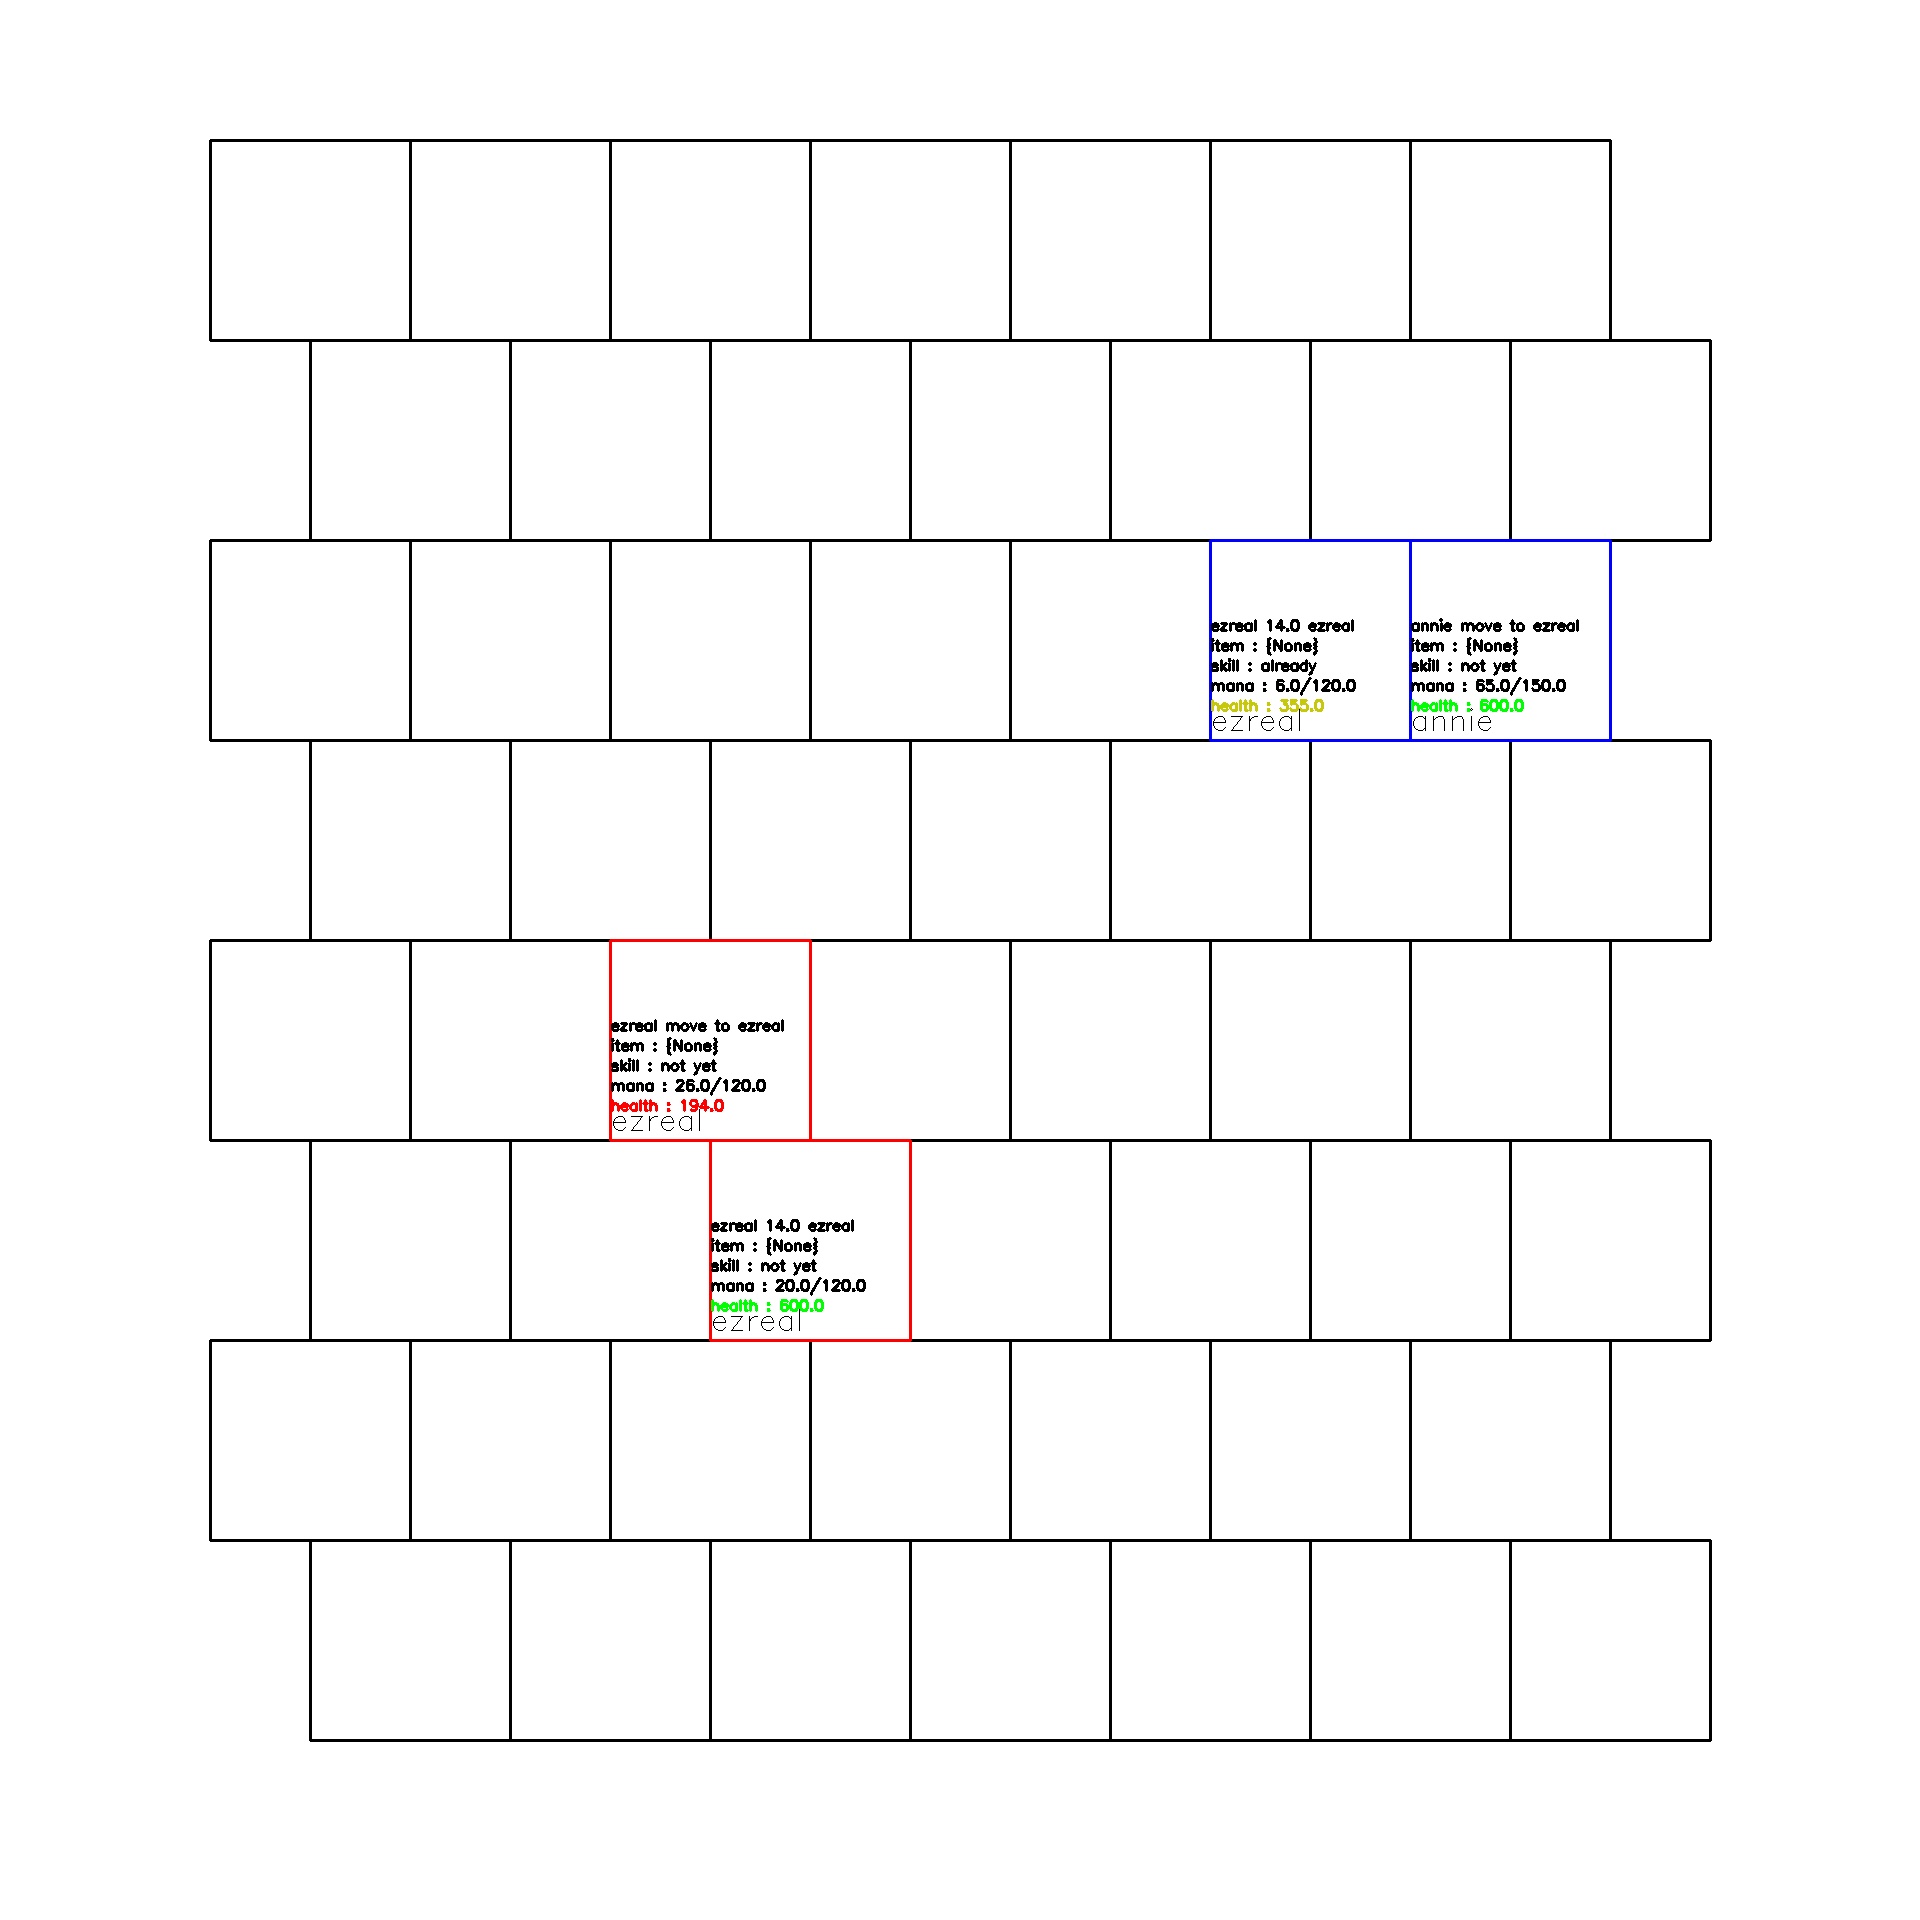 ezreal 14.0 ezreal
item : {None}
skill : already
mana : 6.0/120.0
health : 355.0
ezreal
annie move to ezreal
item : {None}
skill : not yet
mana : 65.0/150.0
health : 600.0
annie
ezreal move to ezreal
item : {None}
skill : not yet
mana : 26.0/120.0
health : 194.0
ezreal
ezreal 14.0 ezreal
item : {None}
skill : not yet
mana : 20.0/120.0
health : 600.0
ezreal